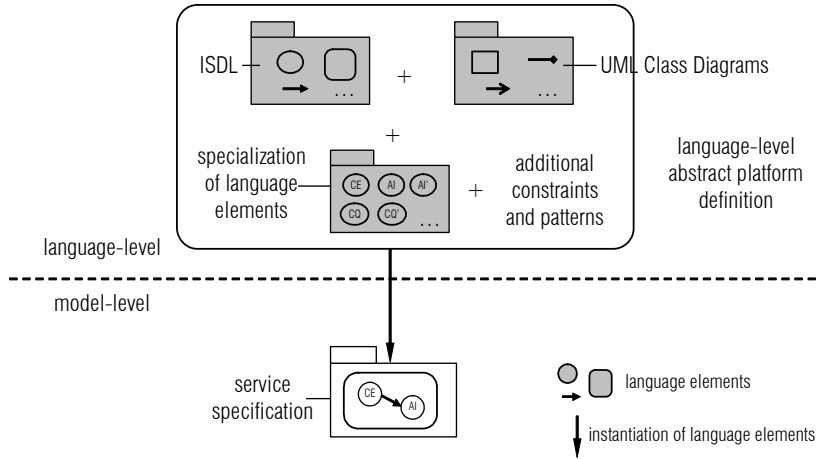 ISDL
+
UML Class Diagrams
...
...
+
specialization
of language
elements
CE AI AI'
CQ CQ' ...
+
additional
constraints
and patterns
language-level
abstract platform
definition
language-level
model-level
service
specification
CE
AI
language elements
instantiation of language elements